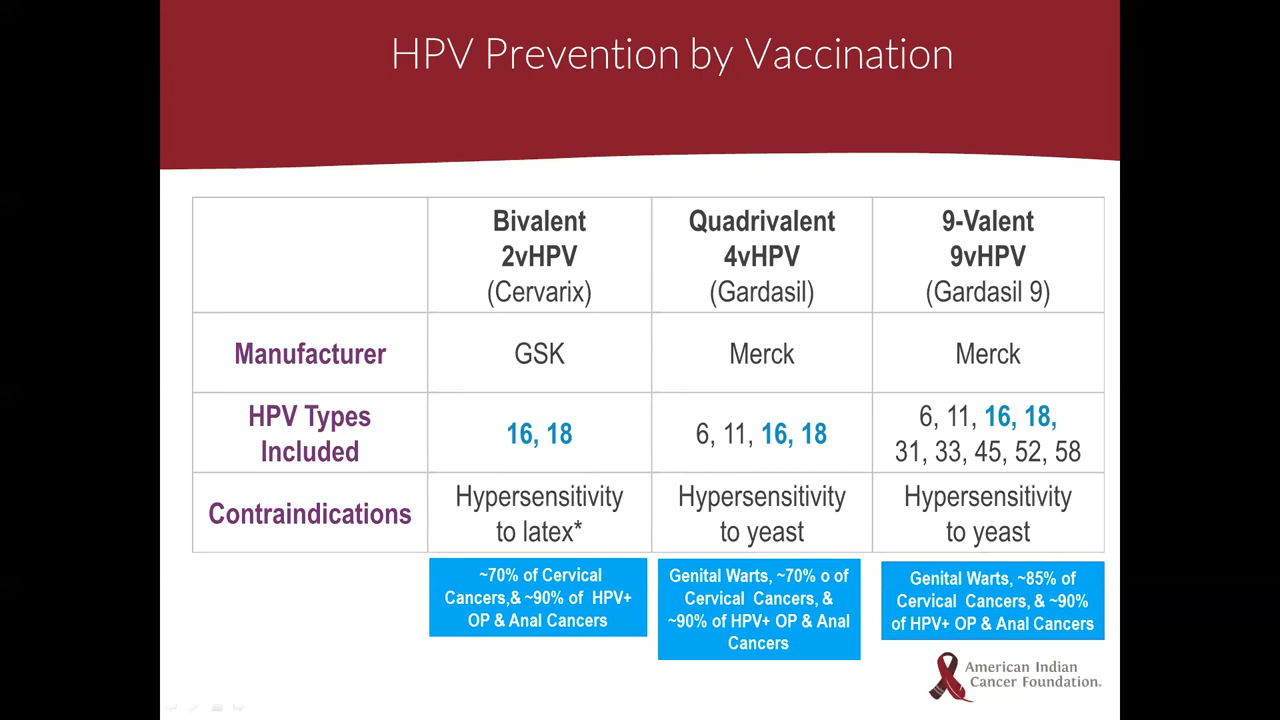 HPV Prevention by Vaccination
Bivalent
2vHPV
(Cervarix)
Quadrivalent
4vHPV
(Gardasil)
9-Valent
9vHPV
(Gardasil 9)
Manufacturer
GSK
Merck
Merck
HPV Types
Included
16, 18
6, 11, 16, 18
6, 11, 16, 18,
31, 33, 45, 52, 58
Contraindications
Hypersensitivity
to latex*
Hypersensitivity
to yeast
Hypersensitivity
to yeast
~70% of Cervical
Cancers,& ~90% of HPV+
OP & Anal Cancers
Genital Warts, ~70% o of
Cervical Cancers, &
~90% of HPV+ OP & Anal
Cancers
Genital Warts, ~85% of
Cervical Cancers, & ~90%
of HPV+ OP & Anal Cancers
American Indian
Cancer Foundation.